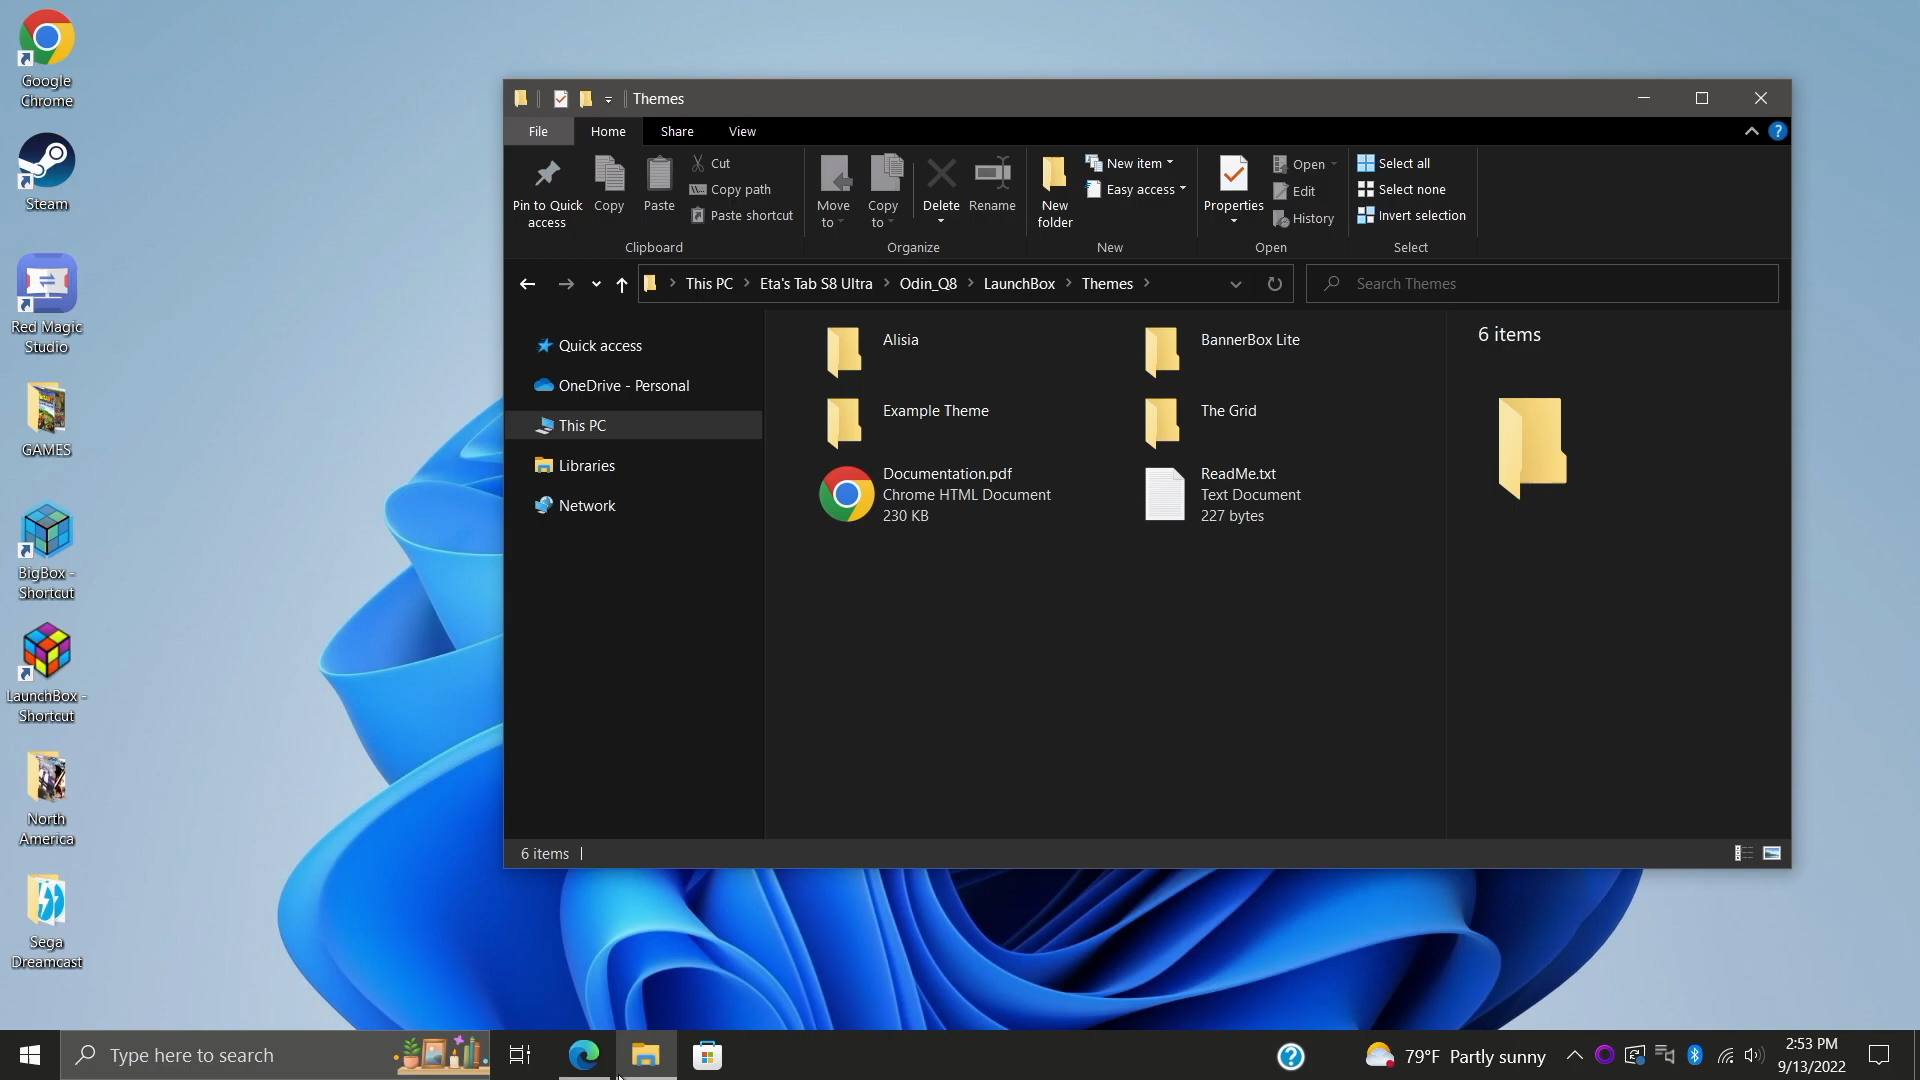 Google
Chrome
Steam
Red Magic
Studio
GAMES
BigBox -
Shortcut
LaunchBox -
Shortcut
North
America
Sega
Dreamcast
Themes
File
Home
Share
View
Pin to Quick
access
Copy
Paste
Cut
Copy path
Paste shortcut
Clipboard
Move
to
Copy
to
Delete
Rename
Organize
New
folder
New item
Easy access
New
Properties
Open
Edit
History
Open
Select all
Select none
Invert selection
Select
This PC > Eta's Tab S8 Ultra > Odin_Q8 > LaunchBox > Themes >
Search Themes
Quick access
OneDrive - Personal
This PC
Libraries
Network
Alisia
BannerBox Lite
Example Theme
The Grid
Documentation.pdf
Chrome HTML Document
230 KB
ReadMe.txt
Text Document
227 bytes
6 items
6 items
Type here to search
79°F Partly sunny
2:53 PM
9/13/2022